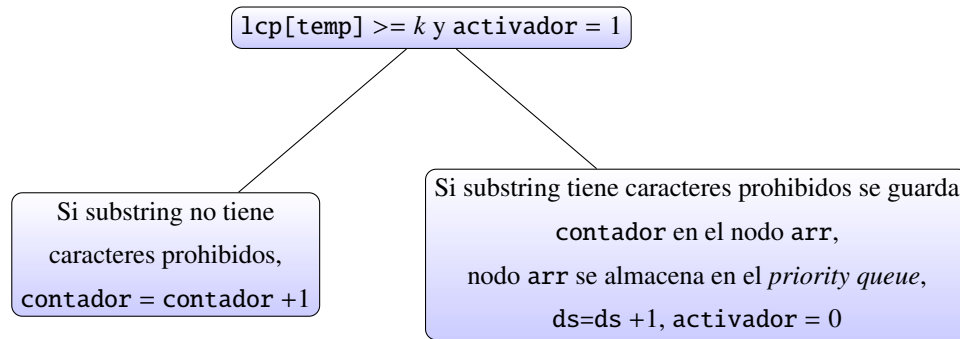 lcp[temp] >= k y activador = 1
Si substring no tiene
caracteres prohibidos,
contador = contador +1
Si substring tiene caracteres prohibidos se guarda
contador en el nodo arr,
nodo arr se almacena en el priority queue,
ds=ds +1, activador = 0